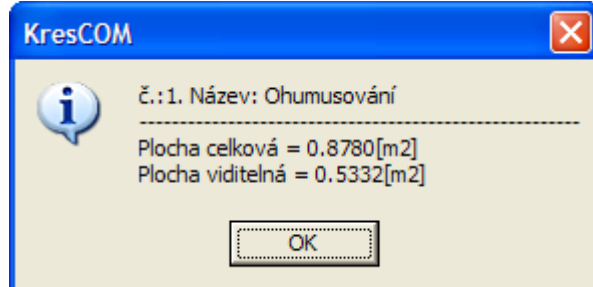 KresCOM
č.:1. Název: Ohumusování
-------------------------------------------------------
Plocha celková = 0.8780[m2]
Plocha viditelná = 0.5332[m2]
OK